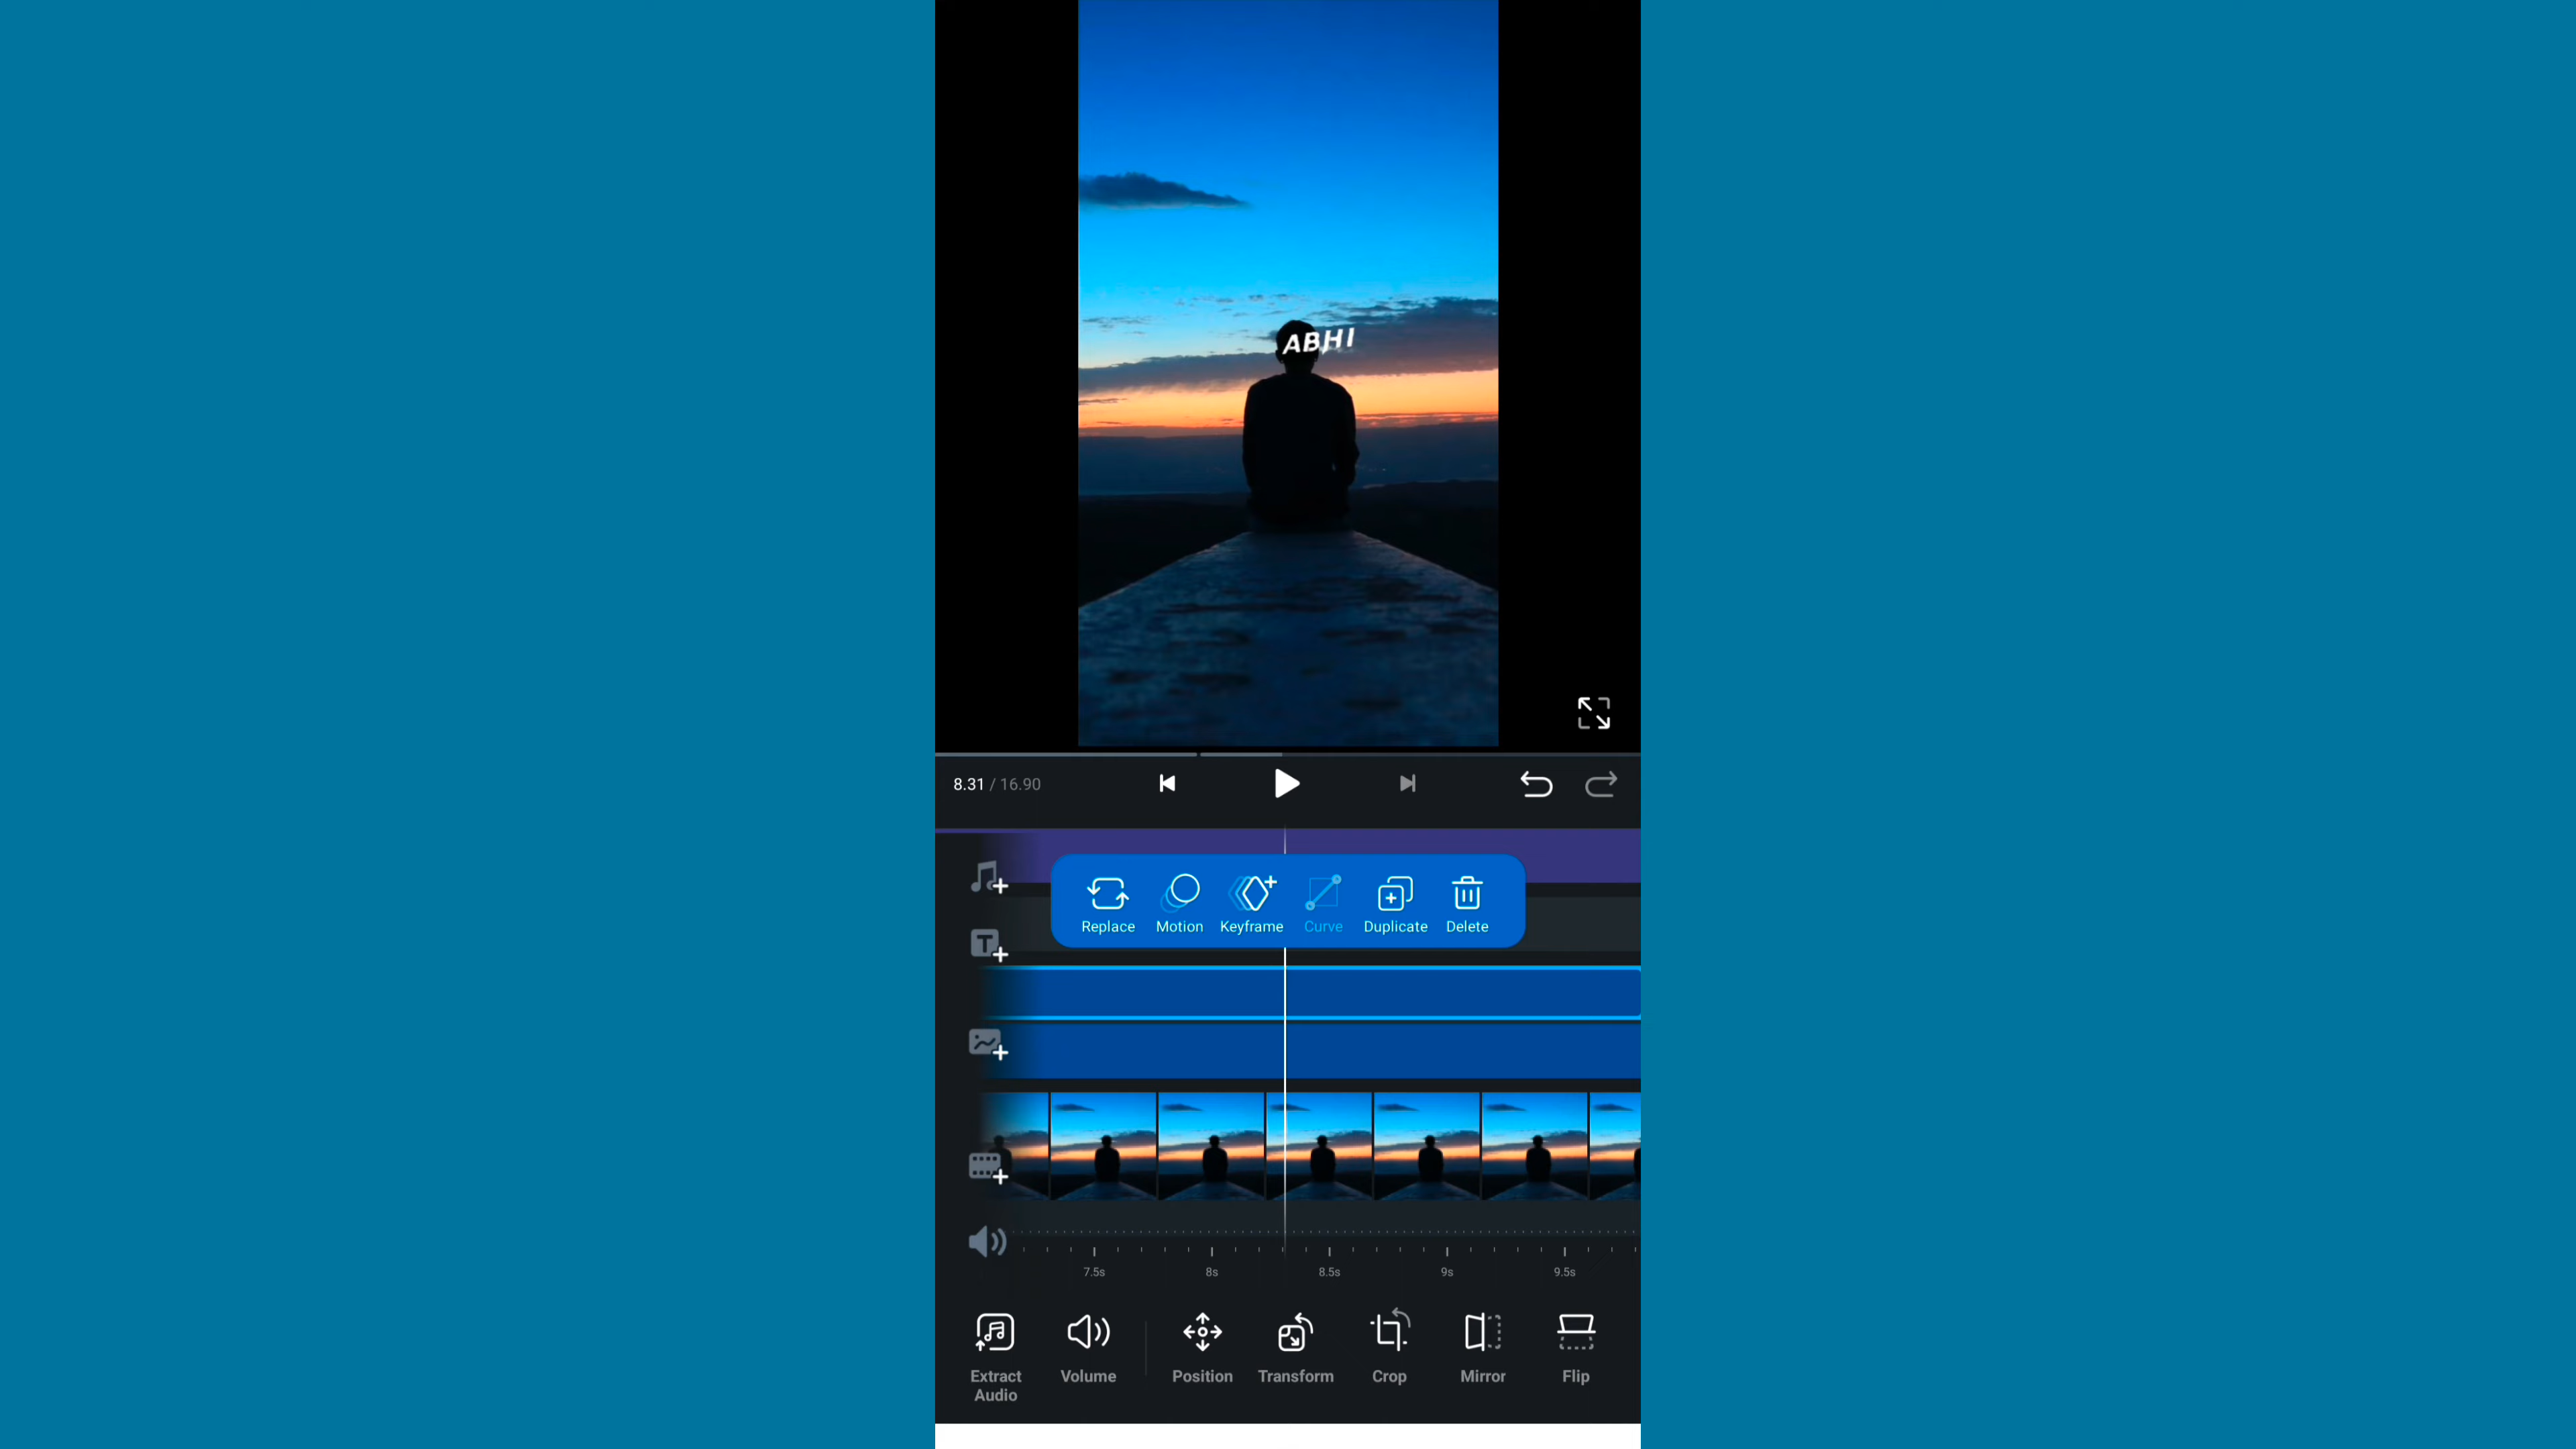 ABHI
8.31 / 16.90
Replace Motion Keyframe Curve Duplicate Delete
7.5s 8s 8.5s 9s 9.5s
Extract Audio Volume Position Transform Crop Mirror Flip